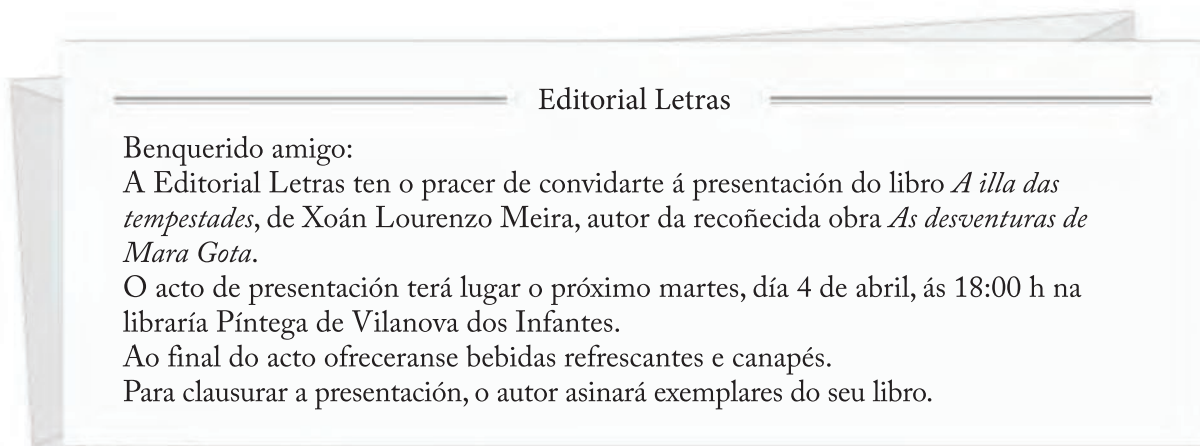 Editorial Letras
Benquerido amigo:
A Editorial Letras ten o pracer de convidarte á presentación do libro A illa das
tempestades, de Xoán Lourenzo Meira, autor da recoñecida obra As desventuras de
Mara Gota.
O acto de presentación terá lugar o próximo martes, día 4 de abril, ás 18:00 h na
libraría Píntega de Vilanova dos Infantes.
Ao final do acto ofreceranse bebidas refrescantes e canapés.
Para clausurar a presentación, o autor asinará exemplares do seu libro.